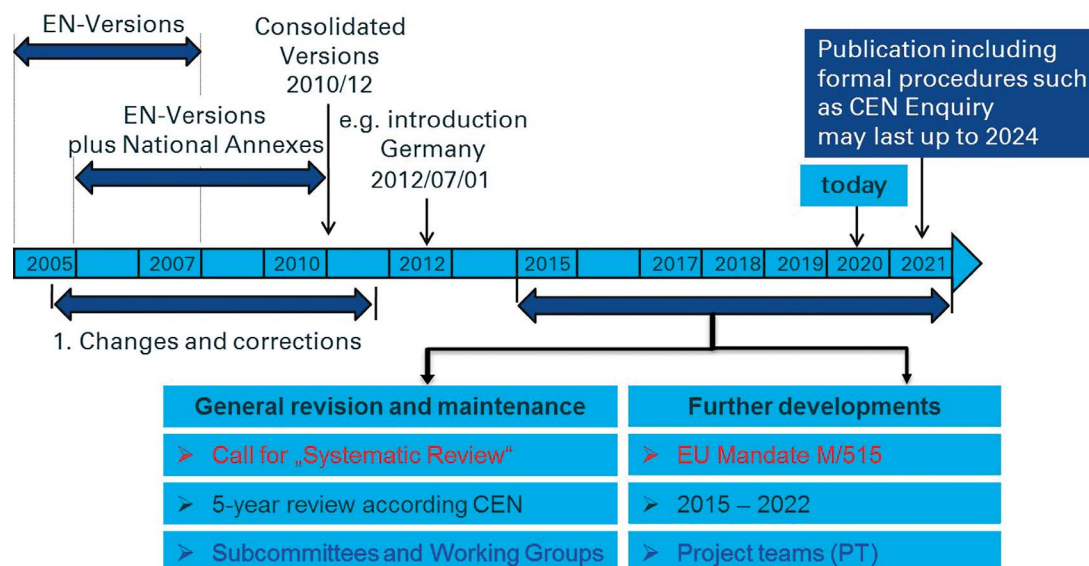 EN-Versions
Consolidated
Versions
2010/12
EN-Versions
plus National Annexes
e.g. introduction
Germany
2012/07/01
Publication including
formal procedures such
as CEN Enquiry
may last up to 2024
today
2005 2007 2010 2012 2015 2017 2018 2019 2020 2021
1. Changes and corrections
General revision and maintenance
Call for „Systematic Review“
5-year review according CEN
Subcommittees and Working Groups
Further developments
EU Mandate M/515
2015 – 2022
Project teams (PT)